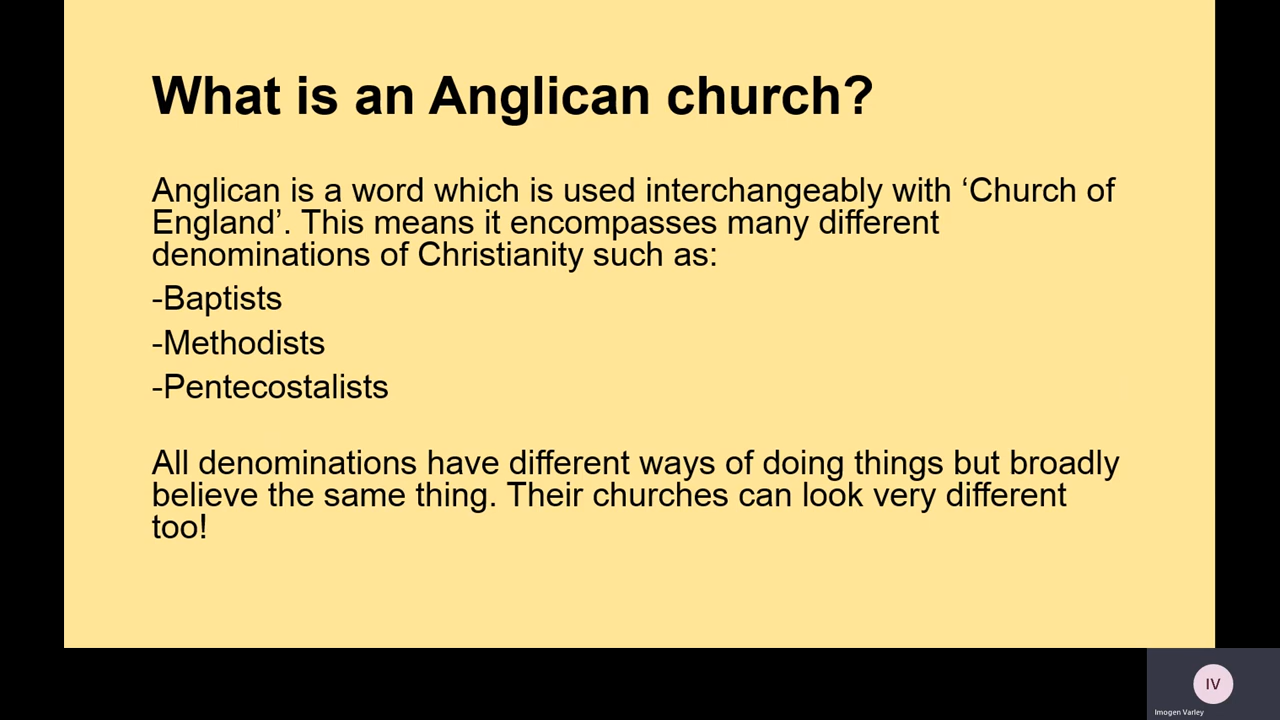 What is an Anglican church?
Anglican is a word which is used interchangeably with ‘Church of
England’. This means it encompasses many different
denominations of Christianity such as:
-Baptists
-Methodists
-Pentecostalists
All denominations have different ways of doing things but broadly
believe the same thing. Their churches can look very different
too!
IV
Imogen Varley